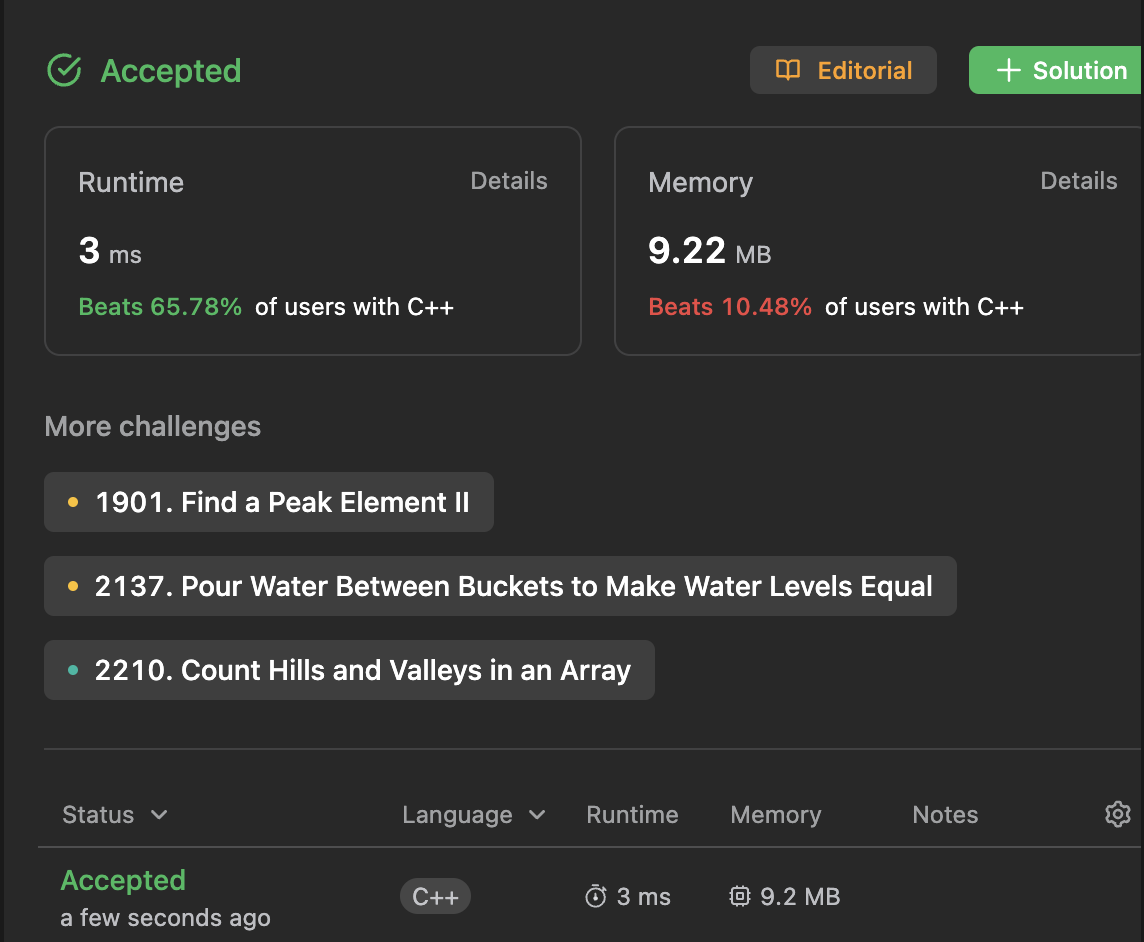 Accepted
Editorial
Solution
Runtime
Details
3 ms
Beats 65.78% of users with C++
Memory
Details
9.22 MB
Beats 10.48% of users with C++
More challenges
1901. Find a Peak Element II
2137. Pour Water Between Buckets to Make Water Levels Equal
2210. Count Hills and Valleys in an Array
Status Language Runtime Memory Notes
Accepted
a few seconds ago
C++ 3 ms 9.2 MB